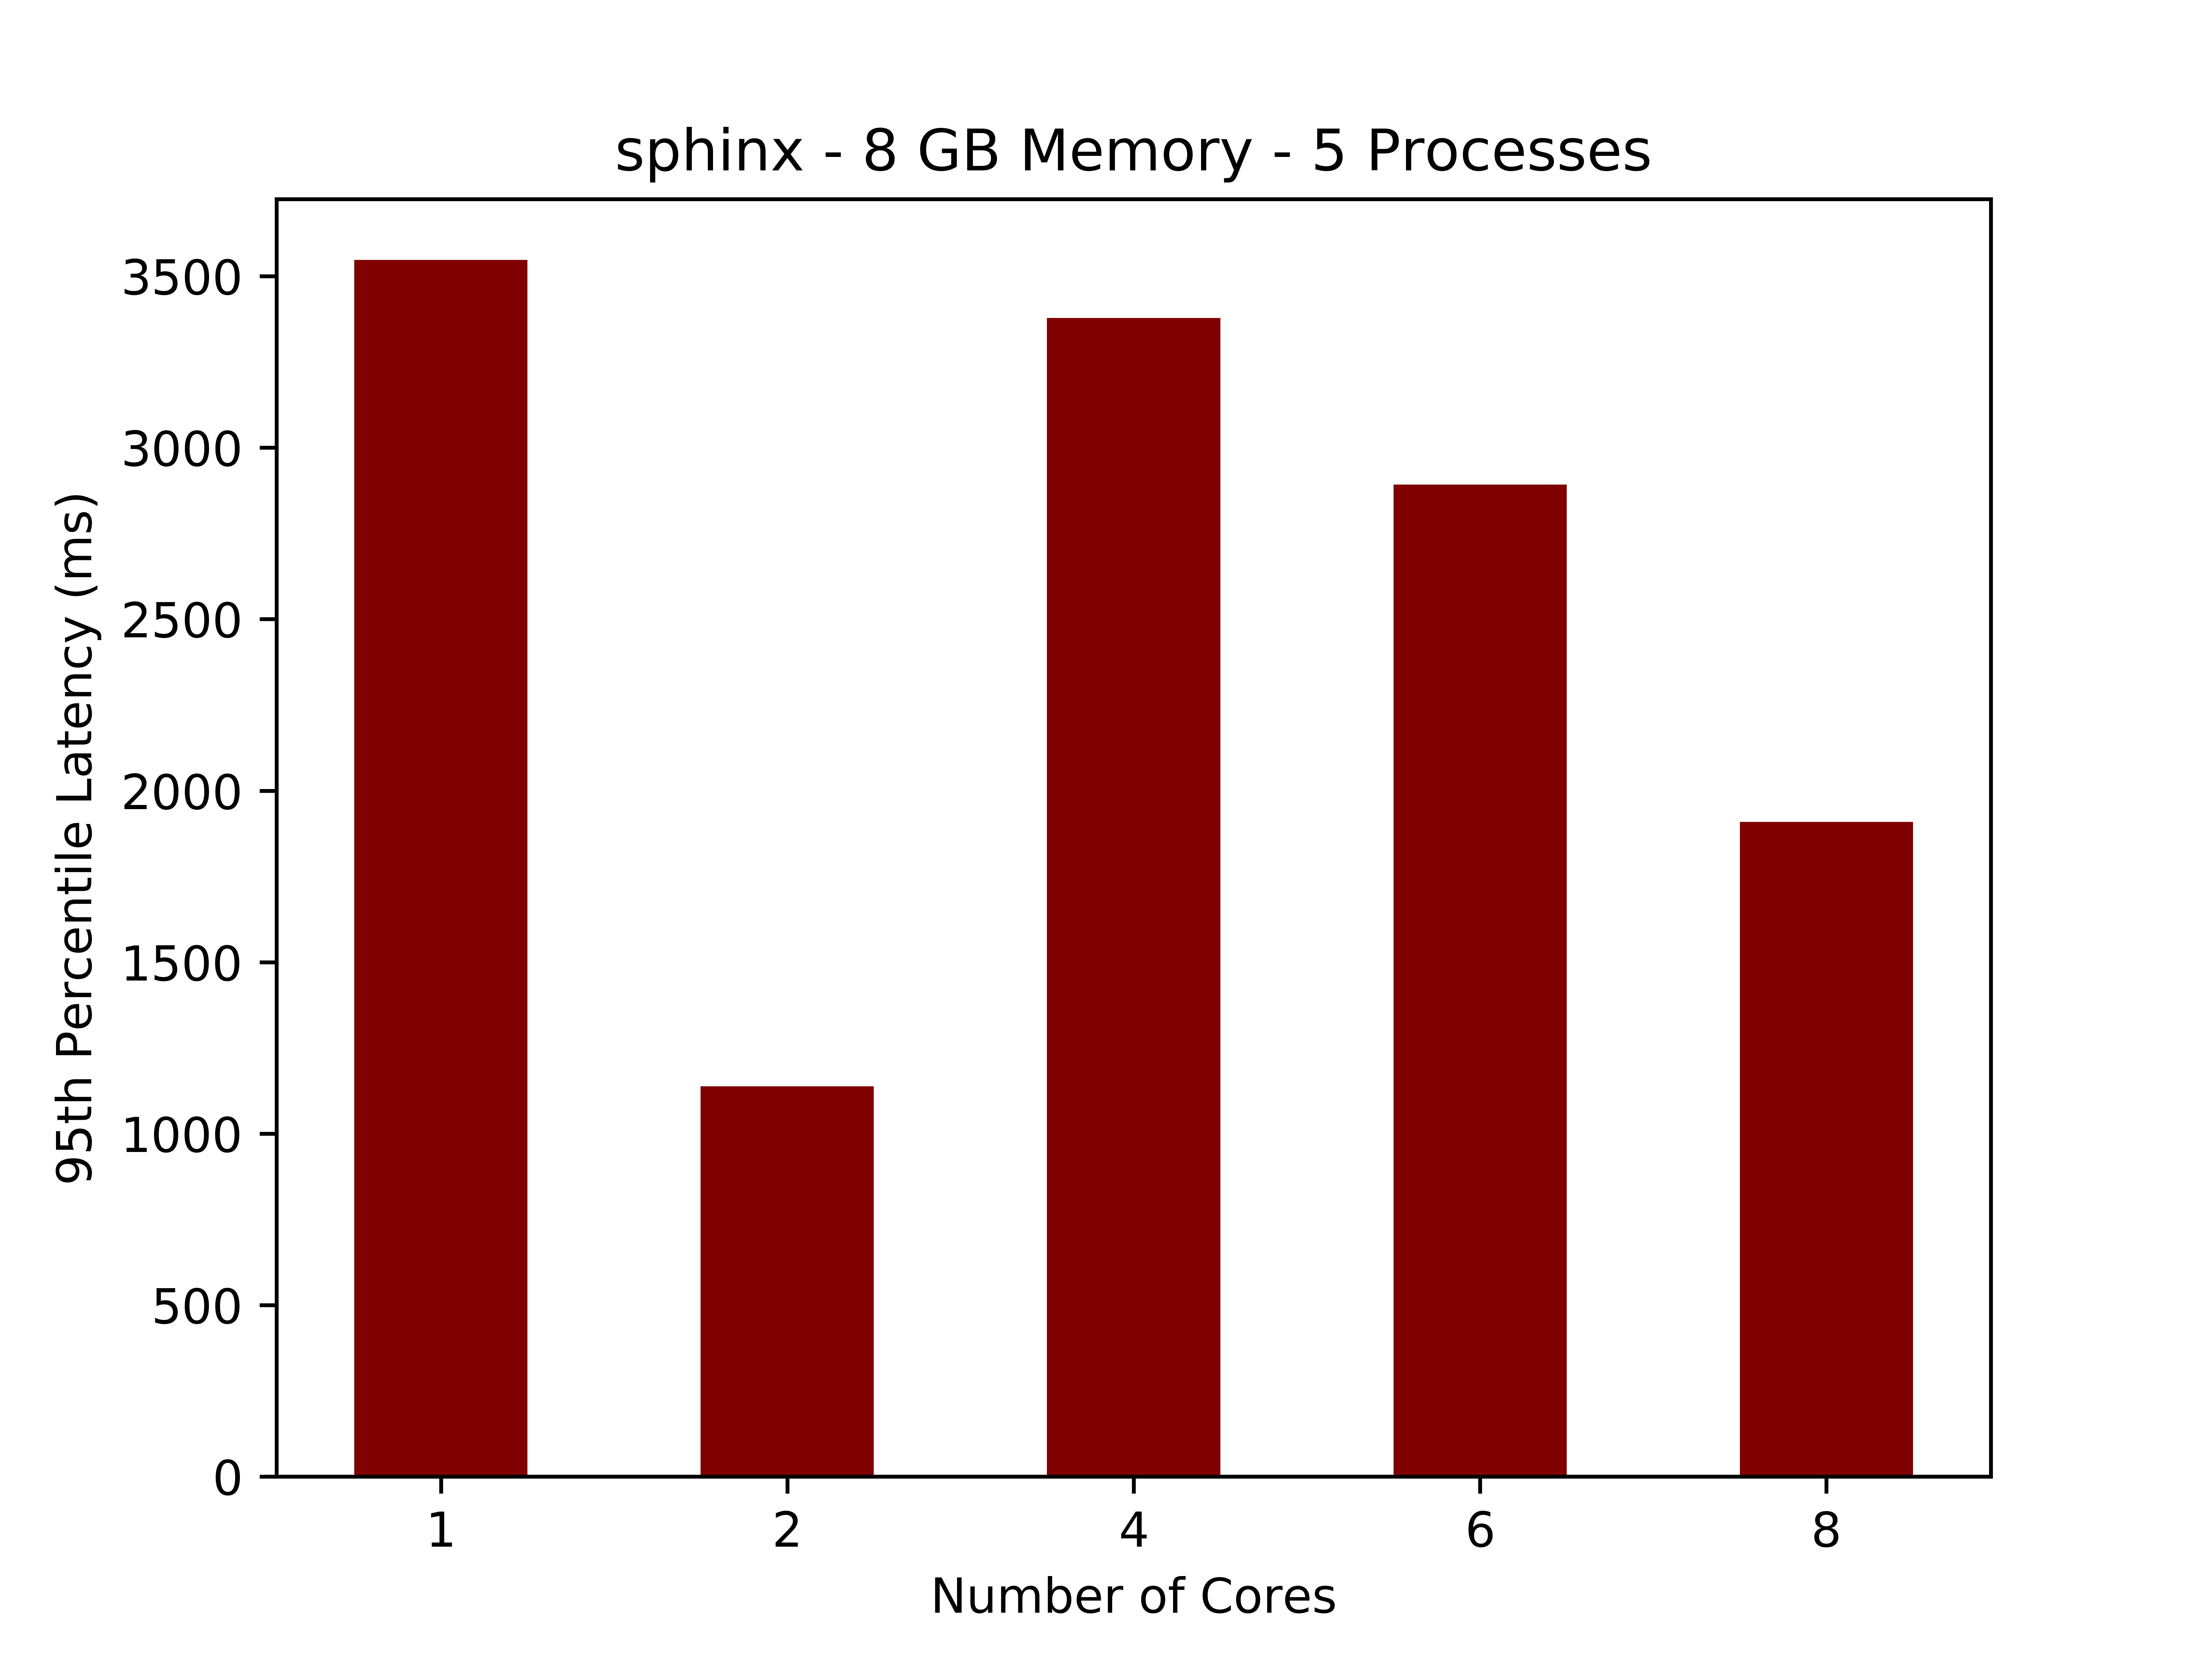 sphinx - 8 GB Memory - 5 Processes
95th Percentile Latency (ms)
3500
3000
2500
2000
1500
1000
500
0
1 2 4 6 8
Number of Cores